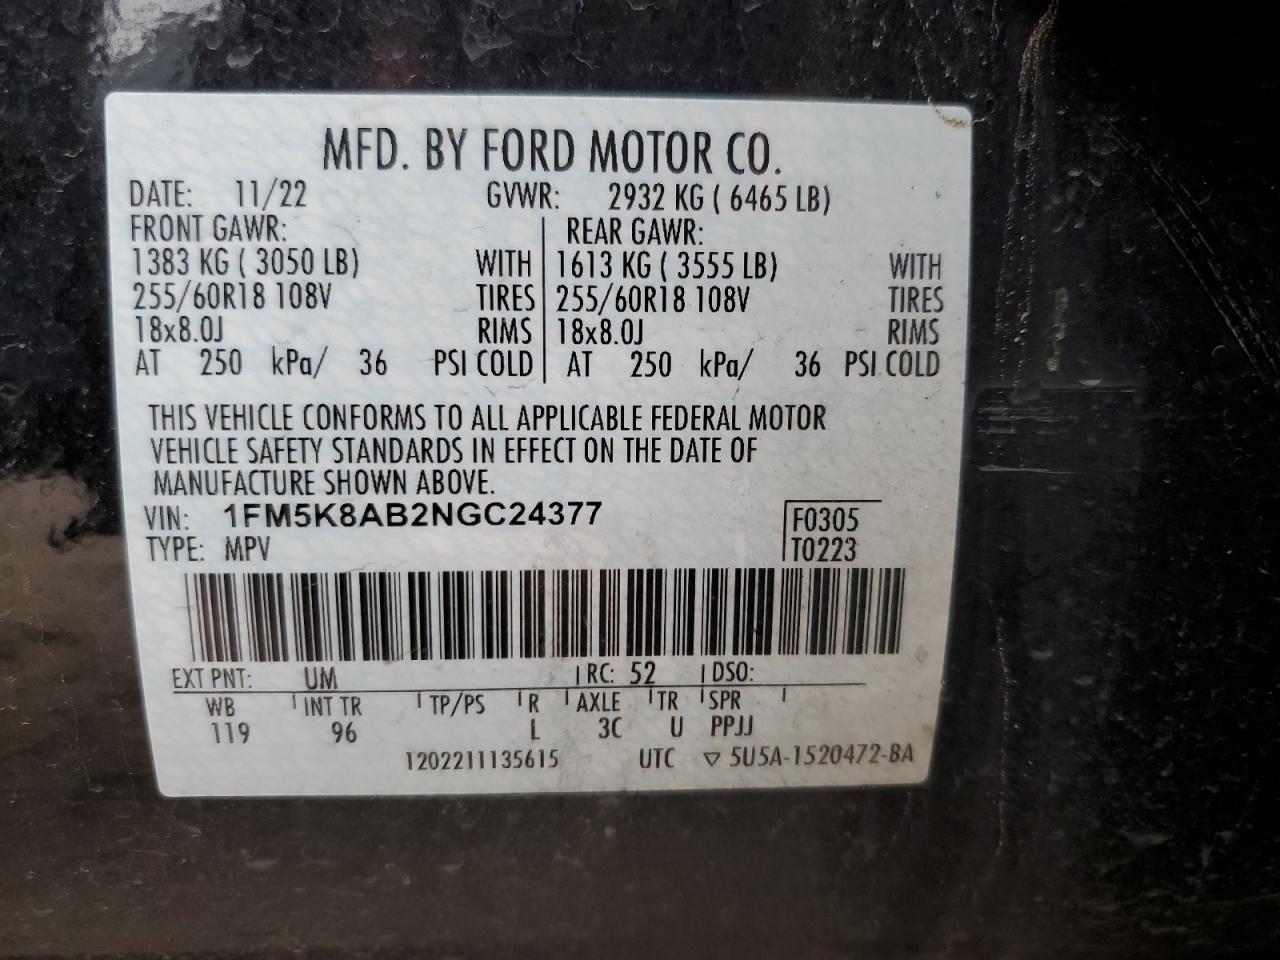 MFD. BY FORD MOTOR CO.
DATE: 11/22 GVWR: 2932 KG ( 6465 LB)
FRONT GAWR: REAR GAWR:
1383 KG ( 3050 LB) WITH 1613 KG ( 3555 LB) WITH
255/60R18 108V TIRES 255/60R18 108V TIRES
18x8.0J RIMS 18x8.0J RIMS
AT 250 kPa/ 36 PSI COLD AT 250 kPa/ 36 PSI COLD
THIS VEHICLE CONFORMS TO ALL APPLICABLE FEDERAL MOTOR
VEHICLE SAFETY STANDARDS IN EFFECT ON THE DATE OF
MANUFACTURE SHOWN ABOVE.
VIN: 1FM5K8AB2NGC24377 F0305
TYPE: MPV T0223
EXT PNT: UM RC: 52 DSO:
WB INT TR TP/PS R AXLE TR SPR
119 96 L 3C U PPJJ
1202211135615 UTC ▽ 5U5A-1520472-BA